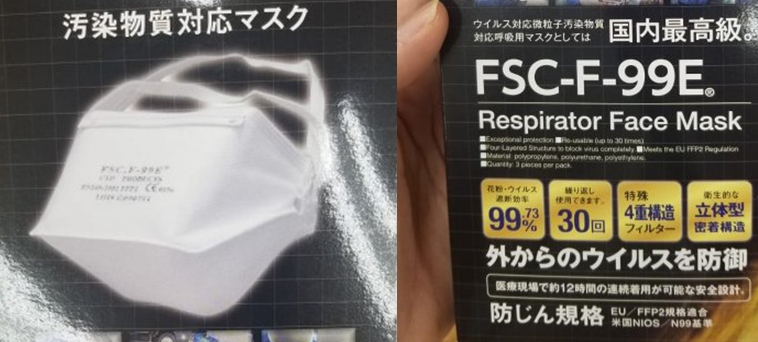 汚染物質対応マスク
FSC-F-99E
ウイルス対応微粒子汚染物質
対応呼吸用マスクとしては
国内最高級。
FSC-F-99E®
Respirator Face Mask
■Exceptional protection ■Re-usable (up to 30 times)
■Four-Layered Structure to block virus completely. ■Meets the EU FFP2 Regulation
■Material: polypropylene, polyurethane, polyethylene.
■Quantity: 3 pieces per pack.
花粉・ウイルス
遮断効率
99.73%
繰り返し
使用できます。
30回
特殊
4重構造
フィルター
衛生的な
立体型
密着構造
外からのウイルスを防御
医療現場で約12時間の連続着用が可能な安全設計。
防じん規格
EU/FFP2規格適合
米国NIOS/N99基準